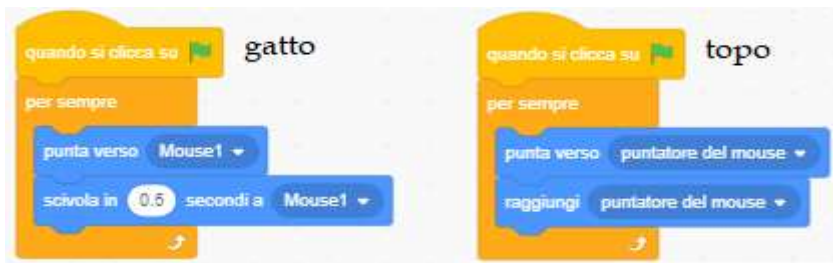 quando si clicca su gatto
per sempre
punta verso Mouse1
scivola in 0.5 secondi a Mouse1
quando si clicca su topo
per sempre
punta verso puntatore del mouse
raggiungi puntatore del mouse